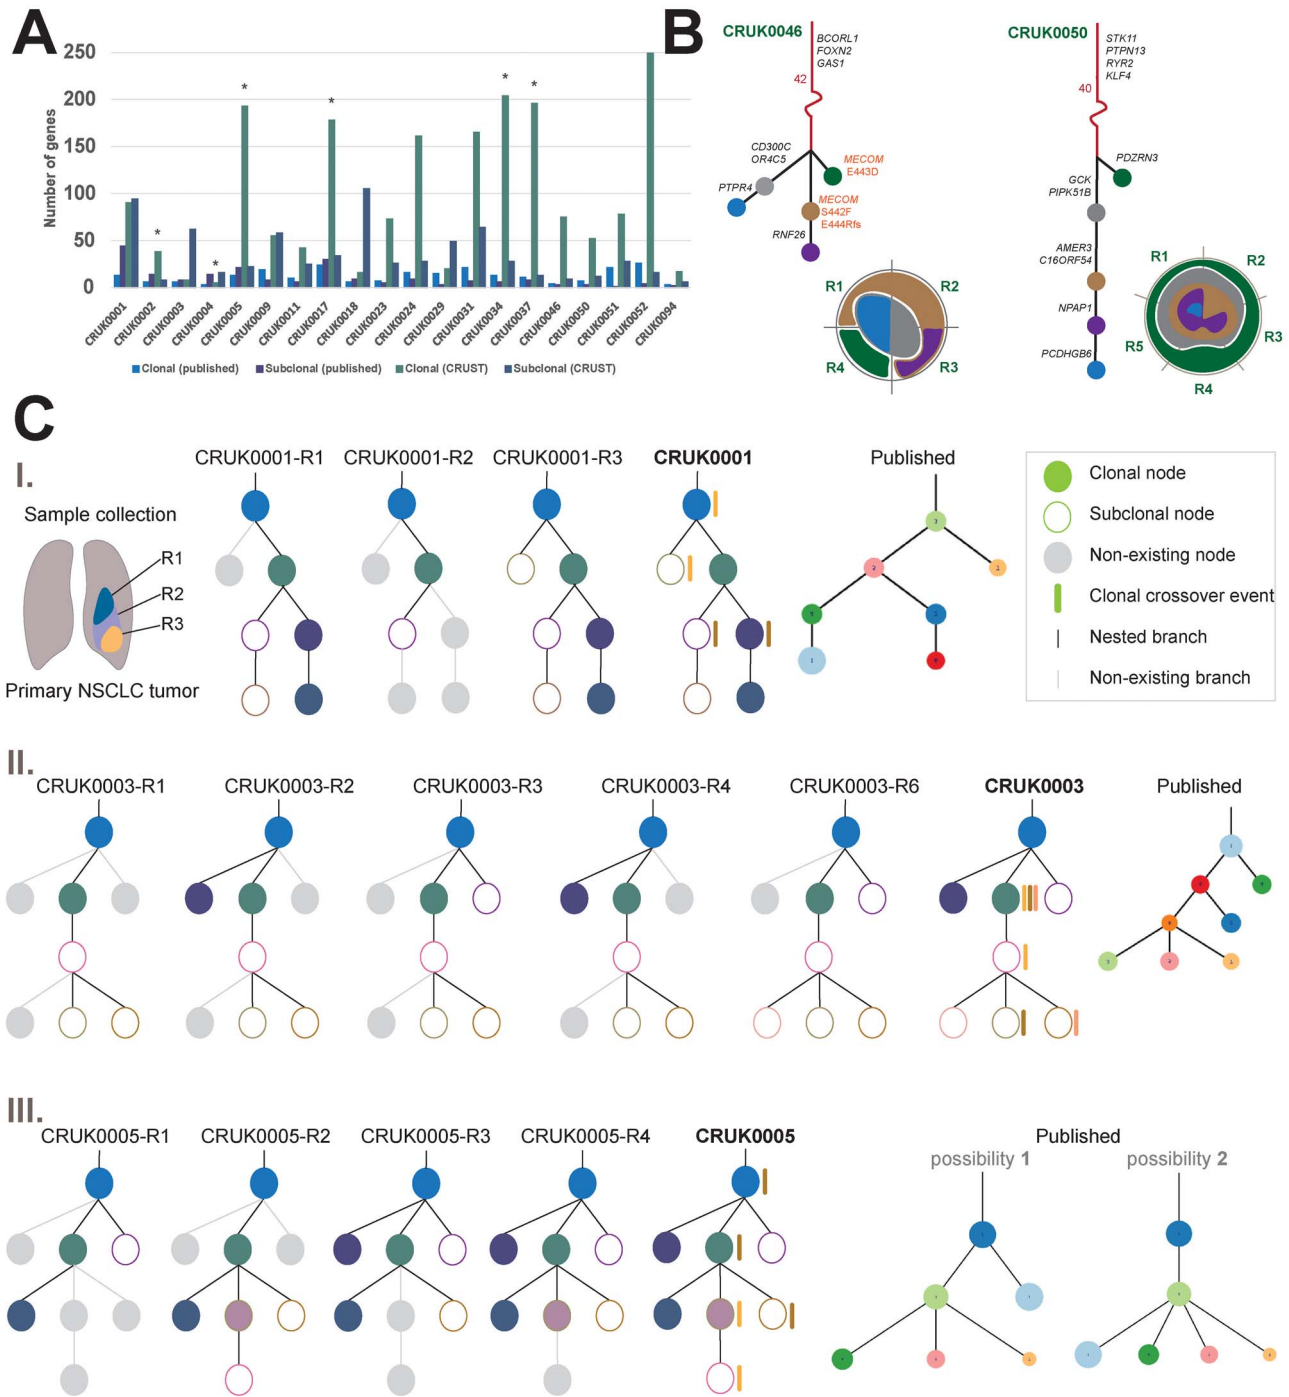 A
250
200
150
100
50
0
Number of genes
*
*
*
*
*
*
CRUK0001
CRUK0002
CRUK0003
CRUK0004
CRUK0005
CRUK0009
CRUK0011
CRUK0017
CRUK0018
CRUK0023
CRUK0024
CRUK0029
CRUK0031
CRUK0034
CRUK0037
CRUK0046
CRUK0050
CRUK0051
CRUK0052
CRUK0094
Clonal (published)
Subclonal (published)
Clonal (CRUST)
Subclonal (CRUST)
B
CRUK0046
BCORL1
FOXN2
GAS1
42
CD300C
OR4C5
MECOM
E443D
PTPR4
MECOM
S442F
E444Rfs
RNF26
R1
R2
R4
R3
CRUK0050
STK11
PTPN13
RYR2
KLF4
40
PDZRN3
GCK
PIPK51B
AMER3
C16ORF54
NPAP1
PCDHGB6
R1
R2
R3
R5
R4
C
I.
Sample collection
R1
R2
R3
Primary NSCLC tumor
CRUK0001-R1
CRUK0001-R2
CRUK0001-R3
CRUK0001
Published
Clonal node
Subclonal node
Non-existing node
Clonal crossover event
Nested branch
Non-existing branch
II.
CRUK0003-R1
CRUK0003-R2
CRUK0003-R3
CRUK0003-R4
CRUK0003-R6
CRUK0003
Published
III.
CRUK0005-R1
CRUK0005-R2
CRUK0005-R3
CRUK0005-R4
CRUK0005
Published
possibility 1
possibility 2